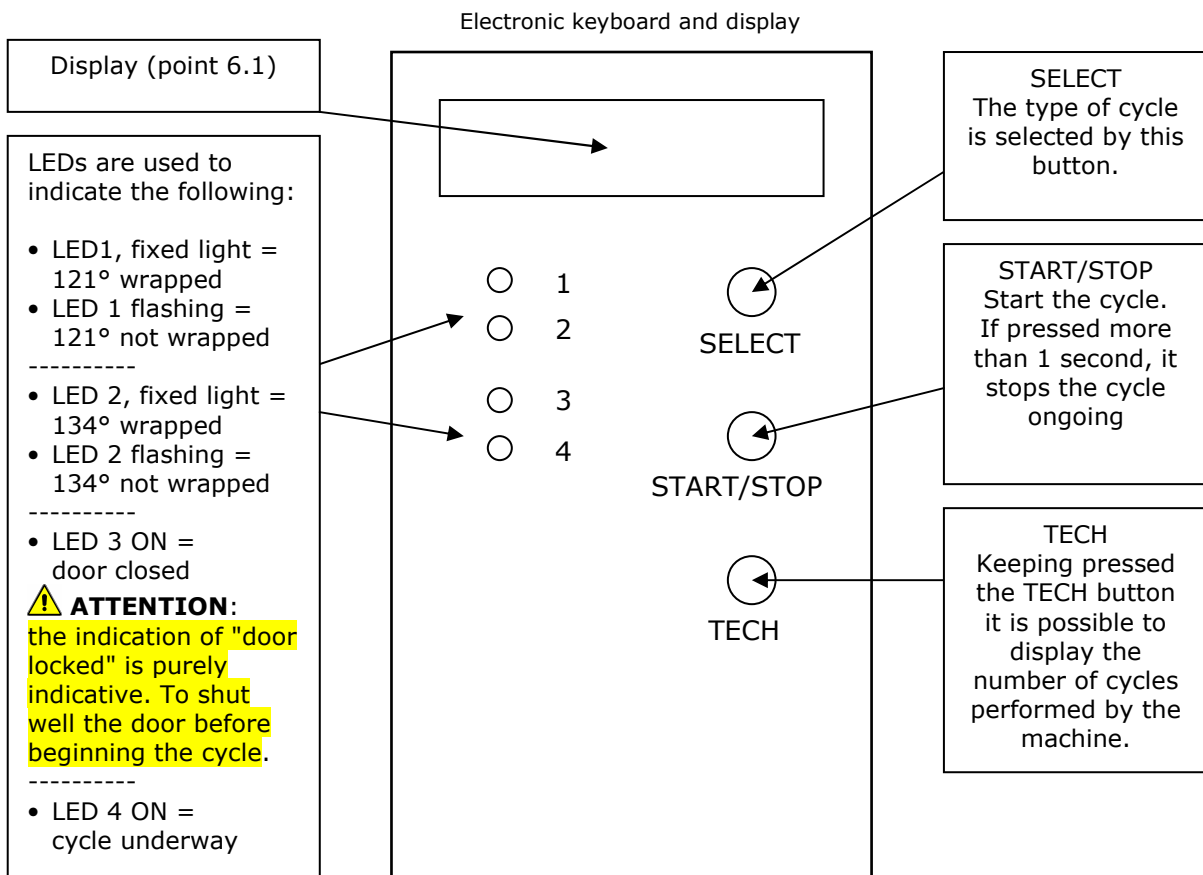 Electronic keyboard and display
Display (point 6.1)
LEDs are used to
indicate the following:
• LED1, fixed light =
121° wrapped
• LED 1 flashing =
121° not wrapped
----------
• LED 2, fixed light =
134° wrapped
• LED 2 flashing =
134° not wrapped
----------
• LED 3 ON =
door closed
ATTENTION:
the indication of "door
locked" is purely
indicative. To shut
well the door before
beginning the cycle.
----------
• LED 4 ON =
cycle underway
1
2
3
4
SELECT
START/STOP
TECH
SELECT
The type of cycle
is selected by this
button.
START/STOP
Start the cycle.
If pressed more
than 1 second, it
stops the cycle
ongoing
TECH
Keeping pressed
the TECH button
it is possible to
display the
number of cycles
performed by the
machine.